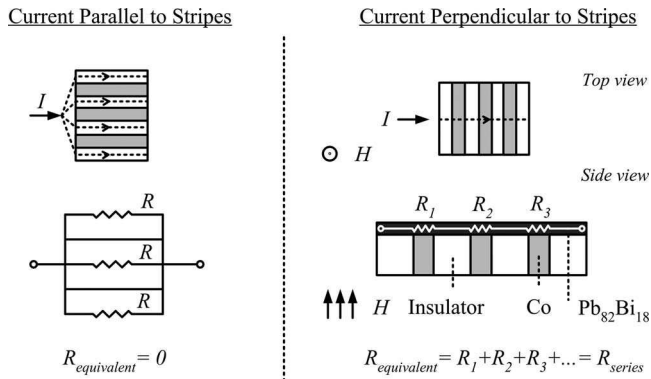 Current Parallel to Stripes
I
R
R
R
R_equivalent = 0
Current Perpendicular to Stripes
Top view
I
H
Side view
R_1 R_2 R_3
H Insulator Co Pb_82Bi_18
R_equivalent = R_1+R_2+R_3+...= R_series